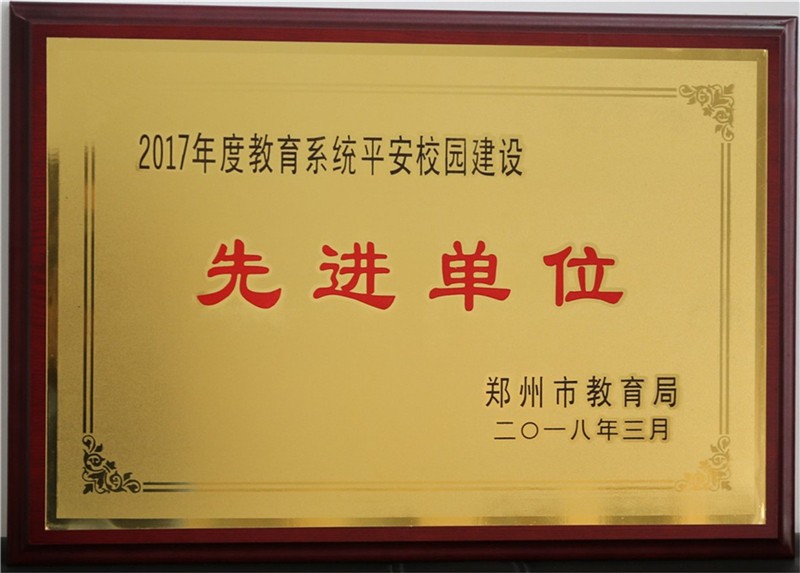 2017年度教育系统平安校园建设
先进单位
郑州市教育局
二〇一八年三月